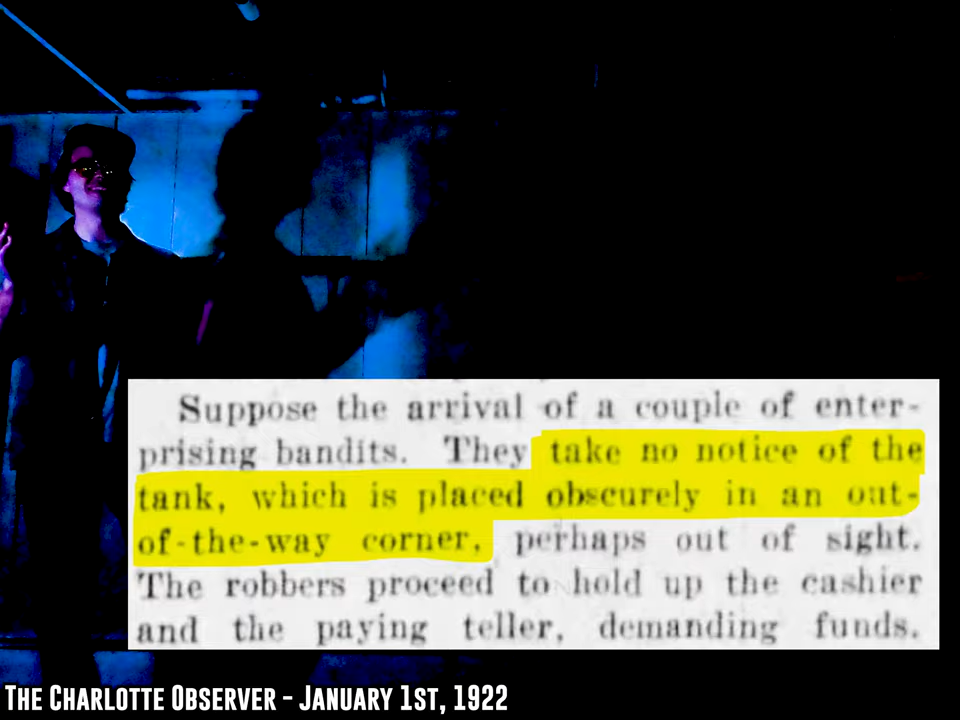 Suppose the arrival of a couple of enter-
prising bandits. They take no notice of the
tank, which is placed obscurely in an out-
of-the-way corner, perhaps out of sight.
The robbers proceed to hold up the cashier
and the paying teller, demanding funds.
The Charlotte Observer - January 1st, 1922